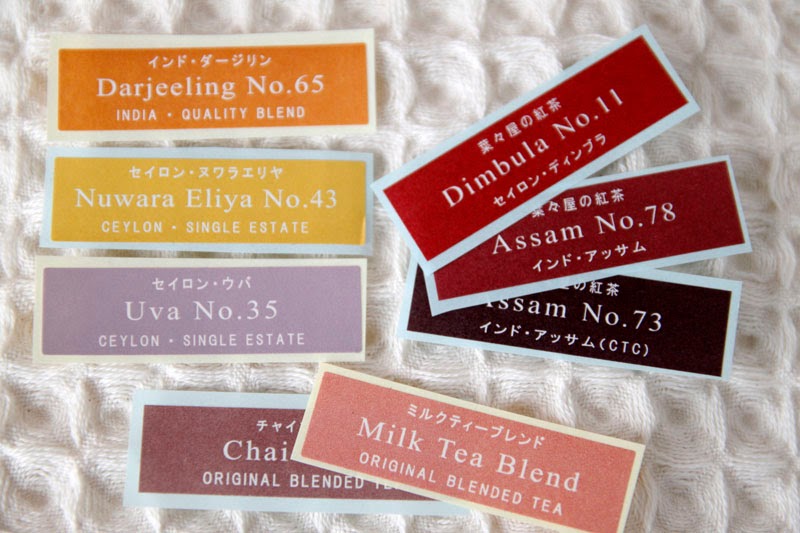 インド・ダージリン
Darjeeling No.65
INDIA・QUALITY BLEND
セイロン・ヌワラエリヤ
Nuwara Eliya No.43
CEYLON・SINGLE ESTATE
セイロン・ウバ
Uva No.35
CEYLON・SINGLE ESTATE
葉々屋の紅茶
Dimbula No.11
セイロン・ディンブラ
葉々屋の紅茶
Assam No.78
インド・アッサム
の紅茶
Assam No.73
インド・アッサム(CTC)
チャイ
Chai
ORIGINAL BLENDED TE
ミルクティーブレンド
Milk Tea Blend
ORIGINAL BLENDED TEA